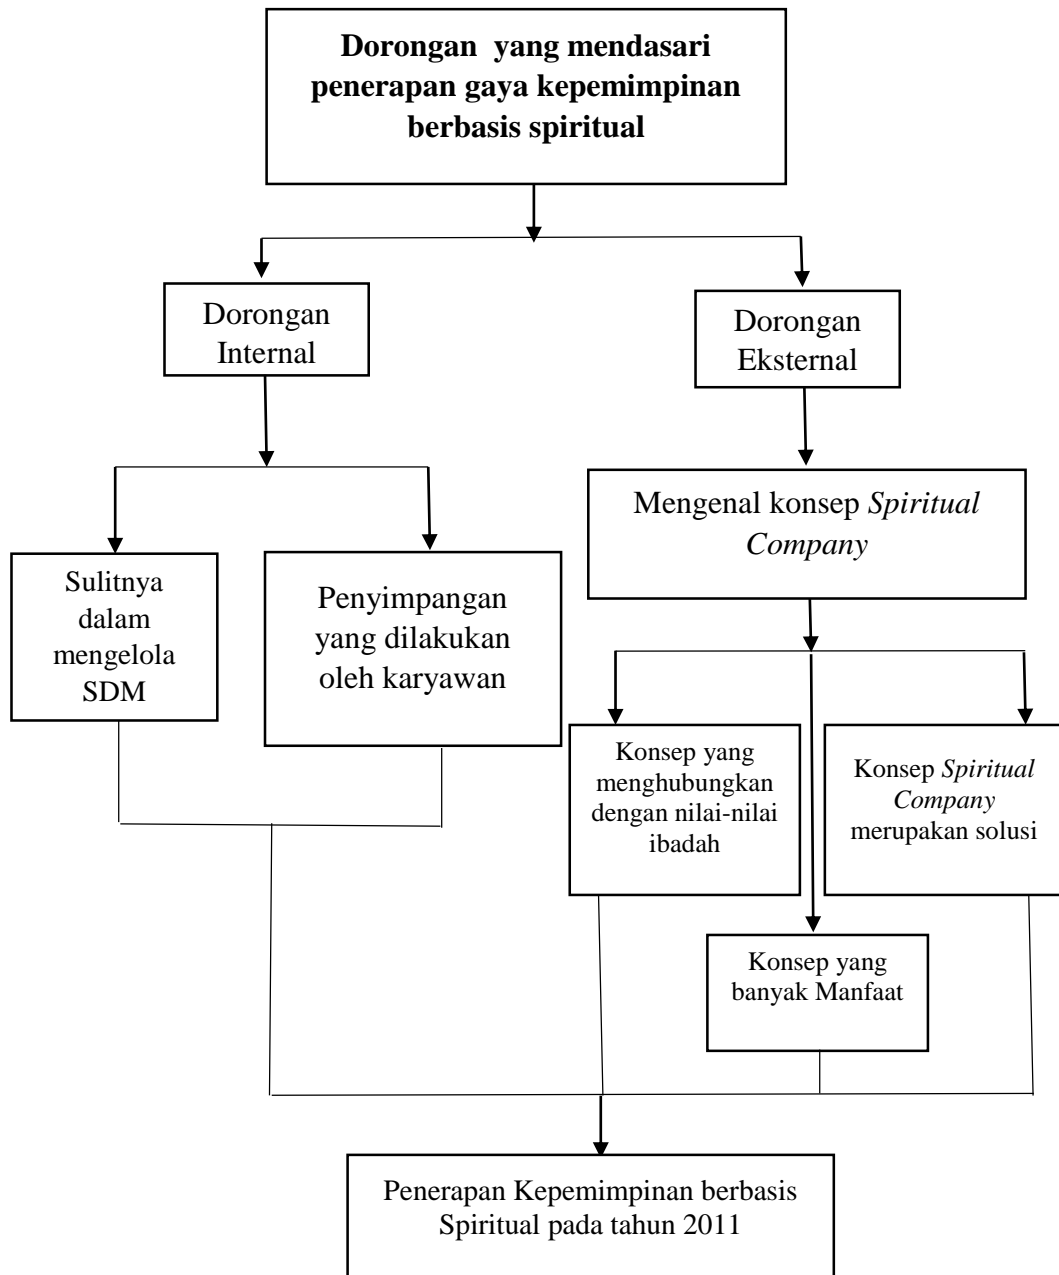 Dorongan yang mendasari
penerapan gaya kepemimpinan
berbasis spiritual
Dorongan
Internal
Dorongan
Eksternal
Mengenal konsep Spiritual
Company
Sulitnya
dalam
mengelola
SDM
Penyimpangan
yang dilakukan
oleh karyawan
Konsep yang
menghubungkan
dengan nilai-nilai
ibadah
Konsep Spiritual
Company
merupakan solusi
Konsep yang
banyak Manfaat
Penerapan Kepemimpinan berbasis
Spiritual pada tahun 2011